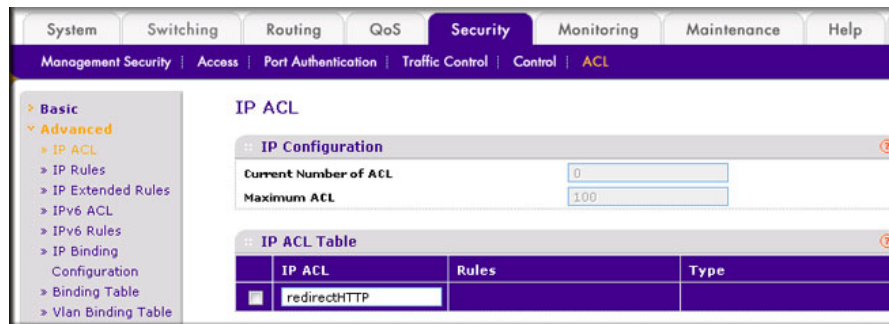 System Switching Routing QoS Security Monitoring Maintenance Help
Management Security | Access | Port Authentication | Traffic Control | Control | ACL
Basic
Advanced
» IP ACL
» IP Rules
» IP Extended Rules
» IPv6 ACL
» IPv6 Rules
» IP Binding
Configuration
» Binding Table
» Vlan Binding Table
IP ACL
IP Configuration
Current Number of ACL 0
Maximum ACL 100
IP ACL Table
IP ACL Rules Type
redirectHTTP